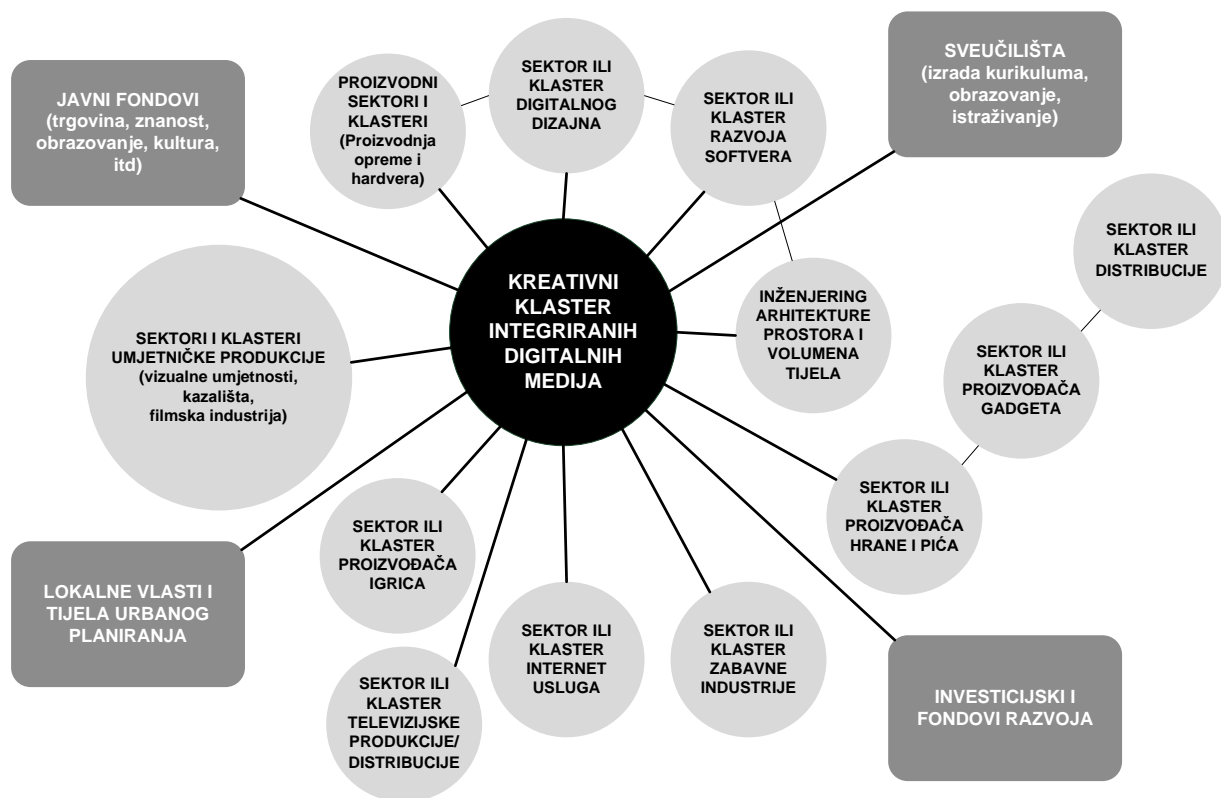 JAVNI FONDOVI
(trgovina, znanost,
obrazovanje, kultura,
itd)
PROIZVODNI
SEKTORI I
KLASTERI
(Proizvodnja
opreme i
hardvera)
SEKTOR ILI
KLASTER
DIGITALNOG
DIZAJNA
SEKTOR ILI
KLASTER
RAZVOJA
SOFTVERA
SVEUČILIŠTA
(izrada kurikuluma,
obrazovanje,
istraživanje)
SEKTOR ILI
KLASTER
DISTRIBUCIJE
KREATIVNI
KLASTER
INTEGRIRANIH
DIGITALNIH
MEDIJA
INŽENJERING
ARHITEKTURE
PROSTORA I
VOLUMENA
TIJELA
SEKTORI I KLASTERI
UMJETNIČKE PRODUKCIJE
(vizualne umjetnosti,
kazališta,
filmska industrija)
SEKTOR ILI
KLASTER
PROIZVOĐAČA
GADGETA
SEKTOR ILI
KLASTER
PROIZVOĐAČA
HRANE I PIĆA
SEKTOR ILI
KLASTER
PROIZVOĐAČA
IGRICA
LOKALNE VLASTI I
TIJELA URBANOG
PLANIRANJA
SEKTOR ILI
KLASTER
TELEVIZIJSKE
PRODUKCIJE/
DISTRIBUCIJE
SEKTOR ILI
KLASTER
INTERNET
USLUGA
SEKTOR ILI
KLASTER
ZABAVNE
INDUSTRIJE
INVESTICIJSKI I
FONDOVI RAZVOJA